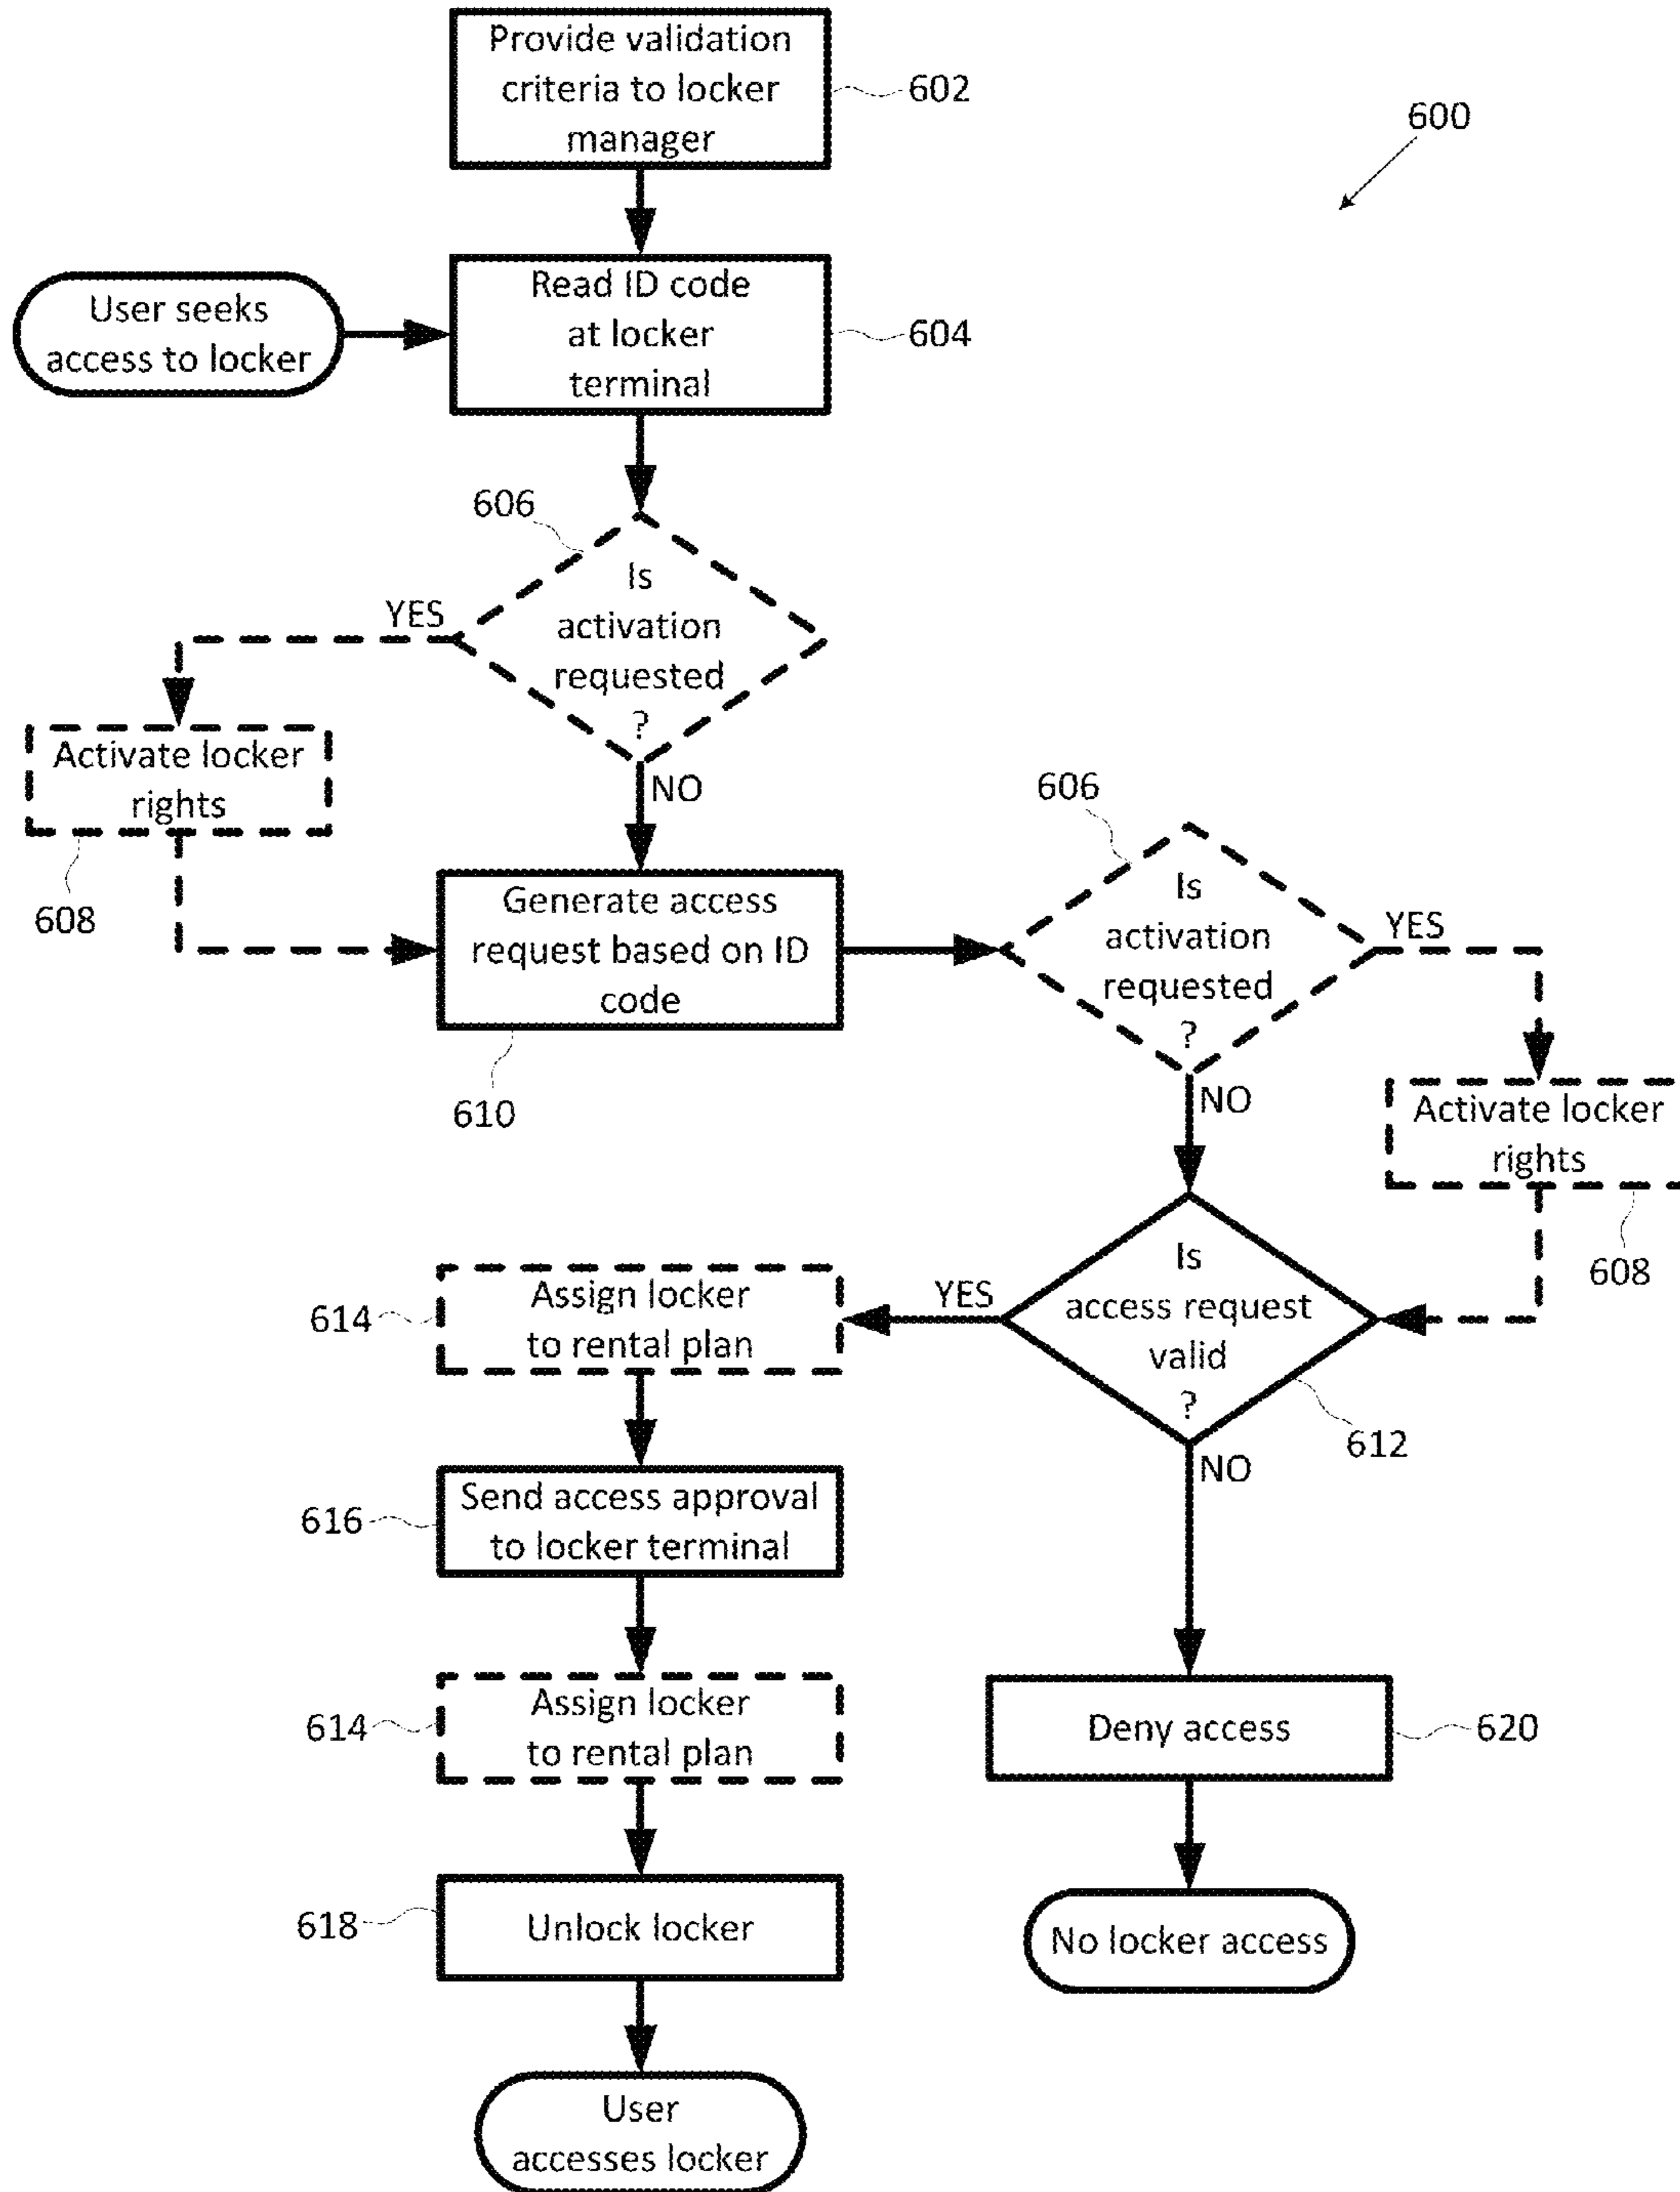 Provide validation
criteria to locker
manager
602
600
User seeks
access to locker
Read ID code
at locker
terminal
604
606
Is
activation
requested
?
YES
NO
Activate locker
rights
608
Generate access
request based on ID
code
610
606
Is
activation
requested
?
YES
NO
Activate locker
rights
608
Is
access request
valid
?
YES
NO
612
614
Assign locker
to rental plan
616
Send access approval
to locker terminal
614
Assign locker
to rental plan
Deny access
620
618
Unlock locker
No locker access
User
accesses locker